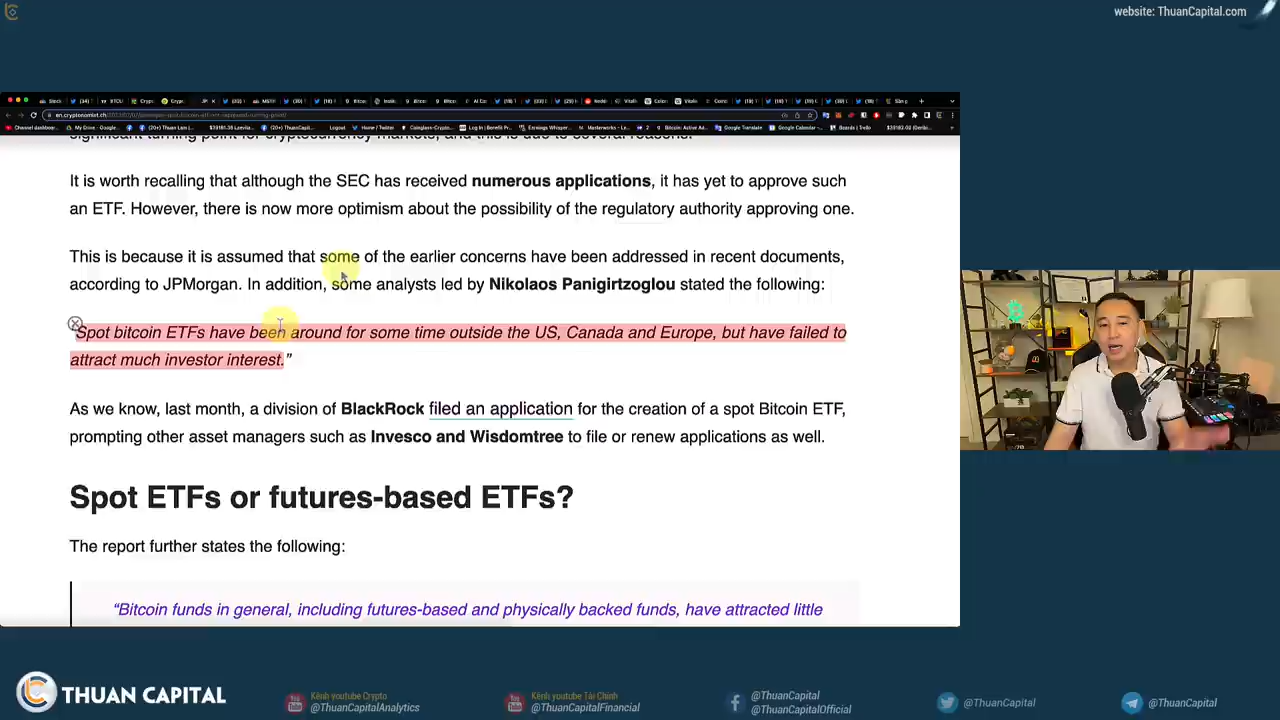 website: ThuanCapital.com
significant turning point for cryptocurrency markets, and this is due to several reasons.
It is worth recalling that although the SEC has received numerous applications, it has yet to approve such
an ETF. However, there is now more optimism about the possibility of the regulatory authority approving one.
This is because it is assumed that some of the earlier concerns have been addressed in recent documents,
according to JPMorgan. In addition, some analysts led by Nikolaos Panigirtzoglou stated the following:
Spot bitcoin ETFs have been around for some time outside the US, Canada and Europe, but have failed to
attract much investor interest.”
As we know, last month, a division of BlackRock filed an application for the creation of a spot Bitcoin ETF,
prompting other asset managers such as Invesco and Wisdomtree to file or renew applications as well.
Spot ETFs or futures-based ETFs?
The report further states the following:
“Bitcoin funds in general, including futures-based and physically backed funds, have attracted little
THUAN CAPITAL
Kênh youtube Crypto
@ThuanCapitalAnalytics
Kênh youtube Tài Chính
@ThuanCapitalFinancial
@ThuanCapital
@ThuanCapitalOfficial
@ThuanCapital
@ThuanCapital